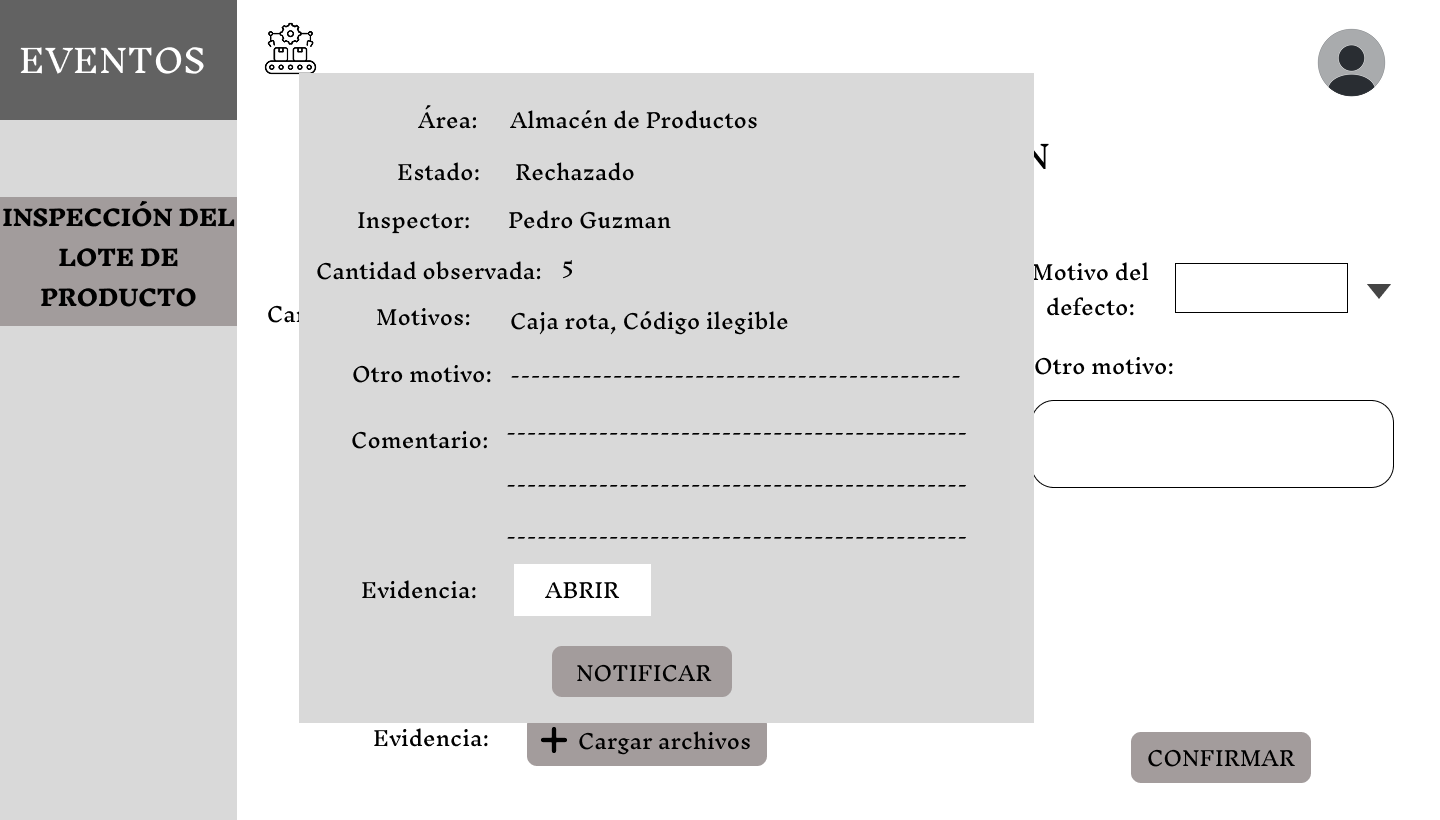 EVENTOS
INSPECCIÓN DEL
LOTE DE
PRODUCTO
N
Área: Almacén de Productos
Estado: Rechazado
Inspector: Pedro Guzman
Cantidad observada: 5
Motivos: Caja rota, Código ilegible
Otro motivo: --------------------------------------------
Comentario: ---------------------------------------------
---------------------------------------------
---------------------------------------------
Evidencia: ABRIR
NOTIFICAR
Motivo del
defecto:
Otro motivo:
Evidencia: + Cargar archivos
CONFIRMAR